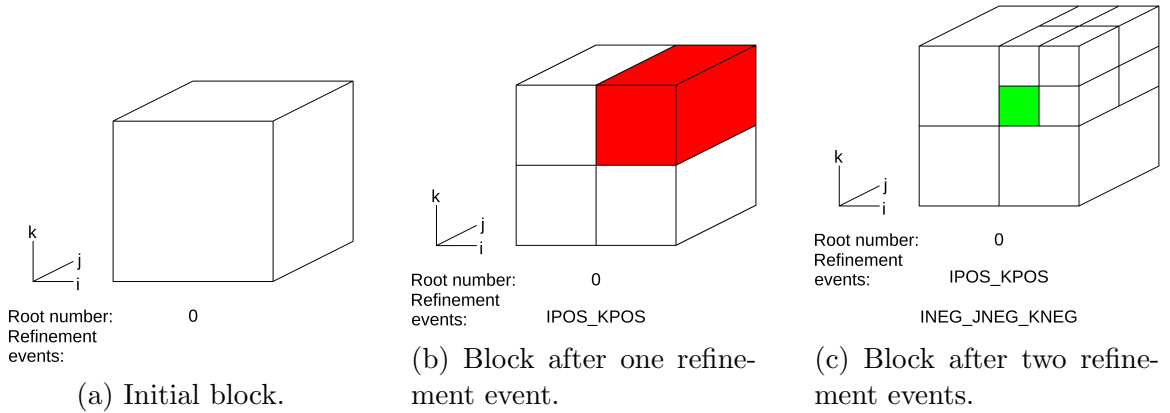 k
j
i
Root number: 0
Refinement
events:
(a) Initial block.
k
j
i
Root number: 0
Refinement
events: IPOS_KPOS
(b) Block after one refine-
ment event.
k
j
i
Root number: 0
Refinement
events: IPOS_KPOS
INEG_JNEG_KNEG
(c) Block after two refine-
ment events.